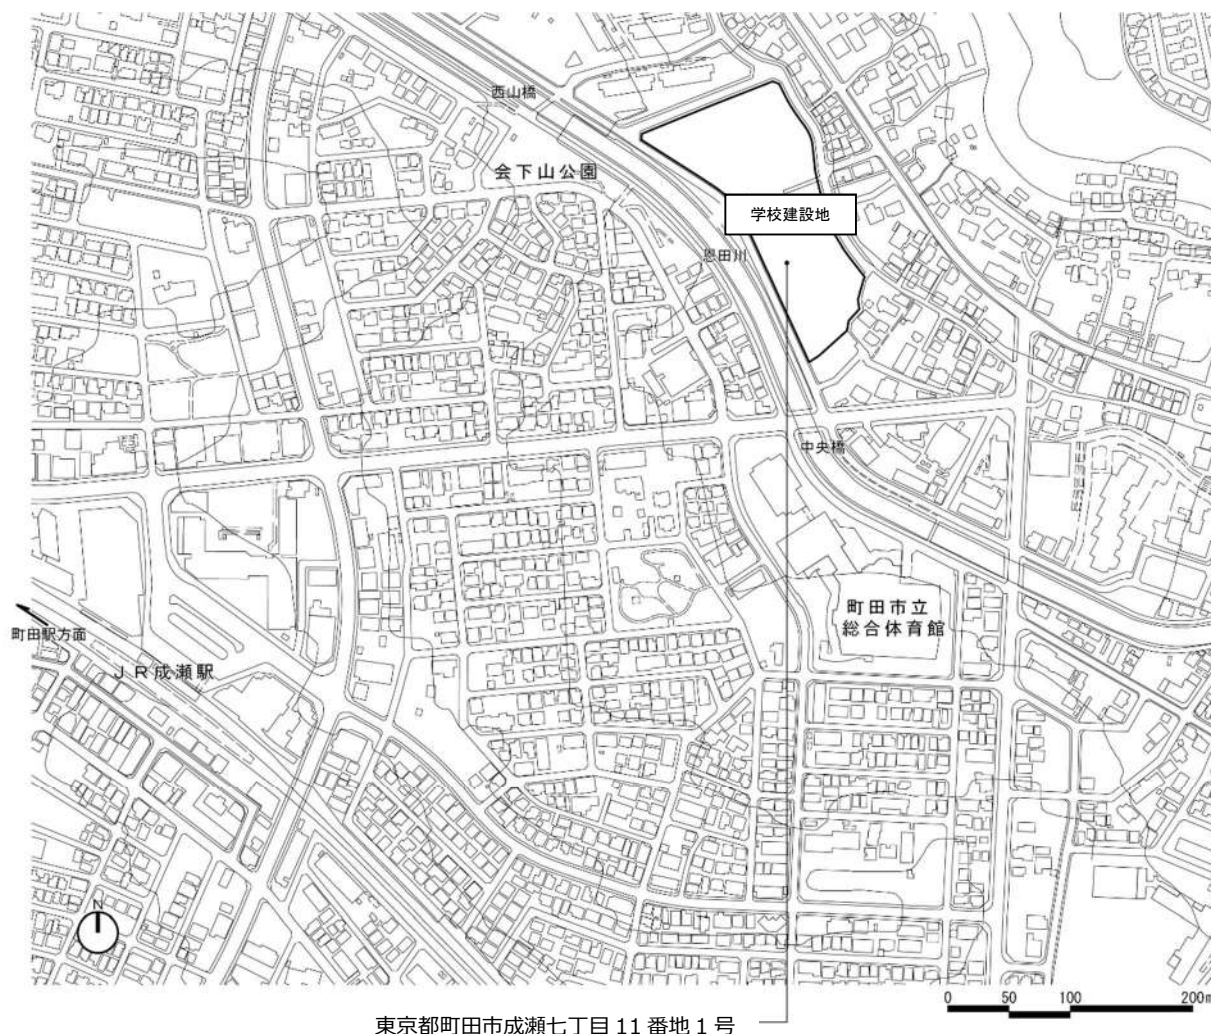 西山橋
会下山公園
学校建設地
恩田川
中央橋
町田市立
総合体育館
町田駅方面
JR成瀬駅
N
0 50 100 200m
東京都町田市成瀬七丁目 11 番地 1 号